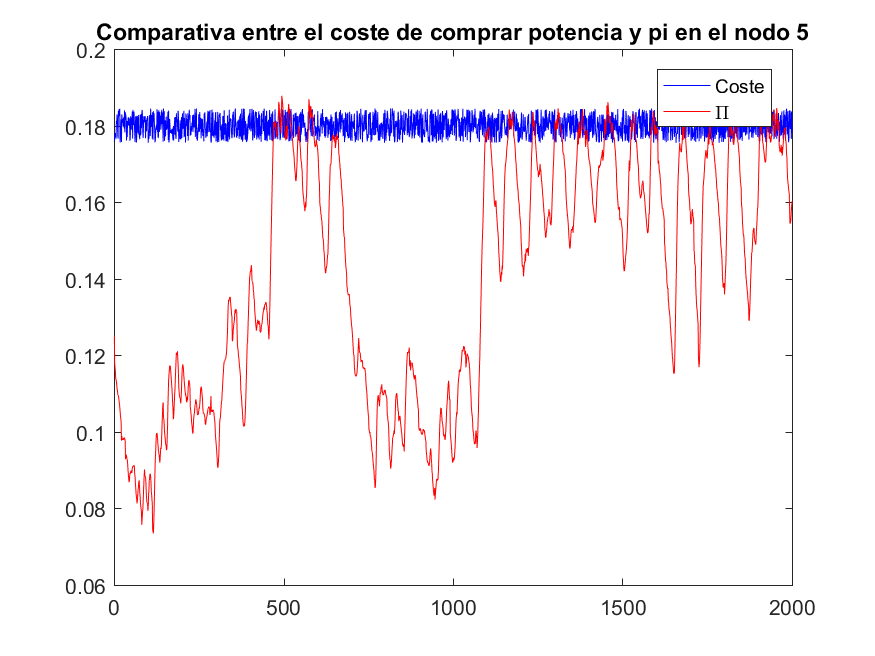 Comparativa entre el coste de comprar potencia y pi en el nodo 5
0.2
Coste
Π
0.18
0.16
0.14
0.12
0.1
0.08
0.06
0 500 1000 1500 2000